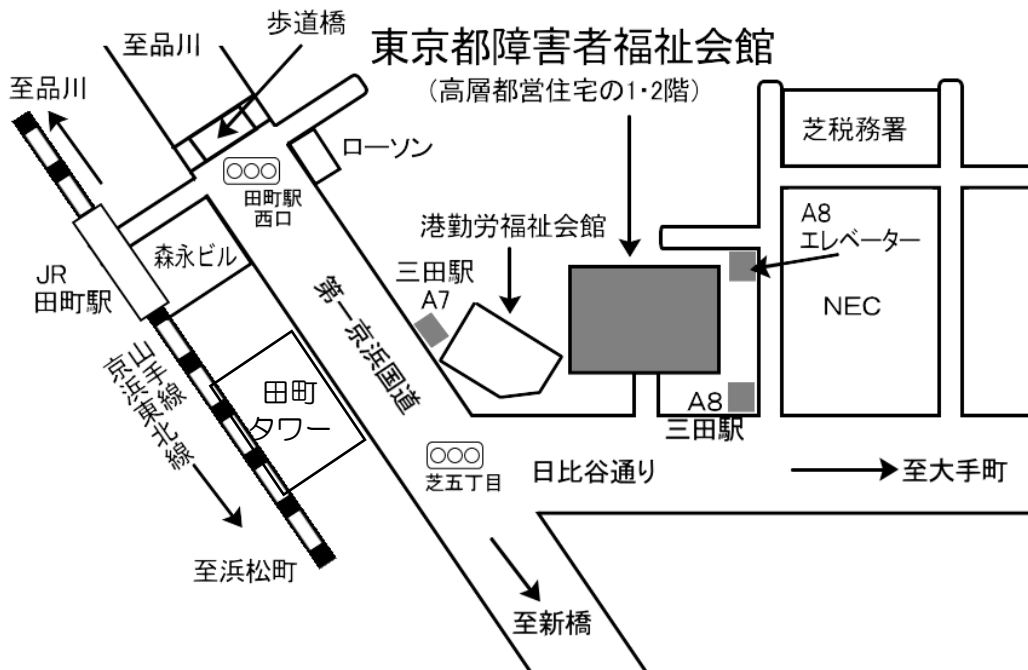 歩道橋
至品川
東京都障害者福祉会館
(高層都営住宅の1・2階)
至品川
芝税務署
ローソン
田町駅
西口
A8
エレベーター
港勤労福祉会館
森永ビル
三田駅
A7
JR
田町駅
NEC
第一京浜国道
山手線
京浜東北線
田町
タワー
A8
三田駅
芝五丁目
日比谷通り
至大手町
至浜松町
至新橋